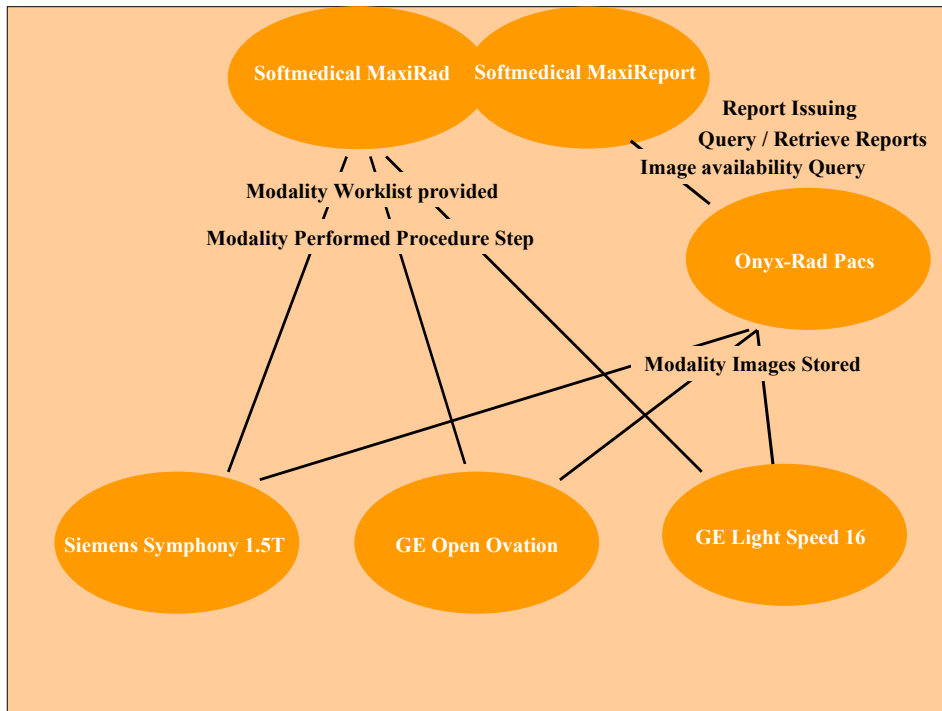 Softmedical MaxiRad
Softmedical MaxiReport
Report Issuing
Query / Retrieve Reports
Image availability Query
Modality Worklist provided
Modality Performed Procedure Step
Onyx-Rad Pacs
Modality Images Stored
Siemens Symphony 1.5T
GE Open Ovation
GE Light Speed 16